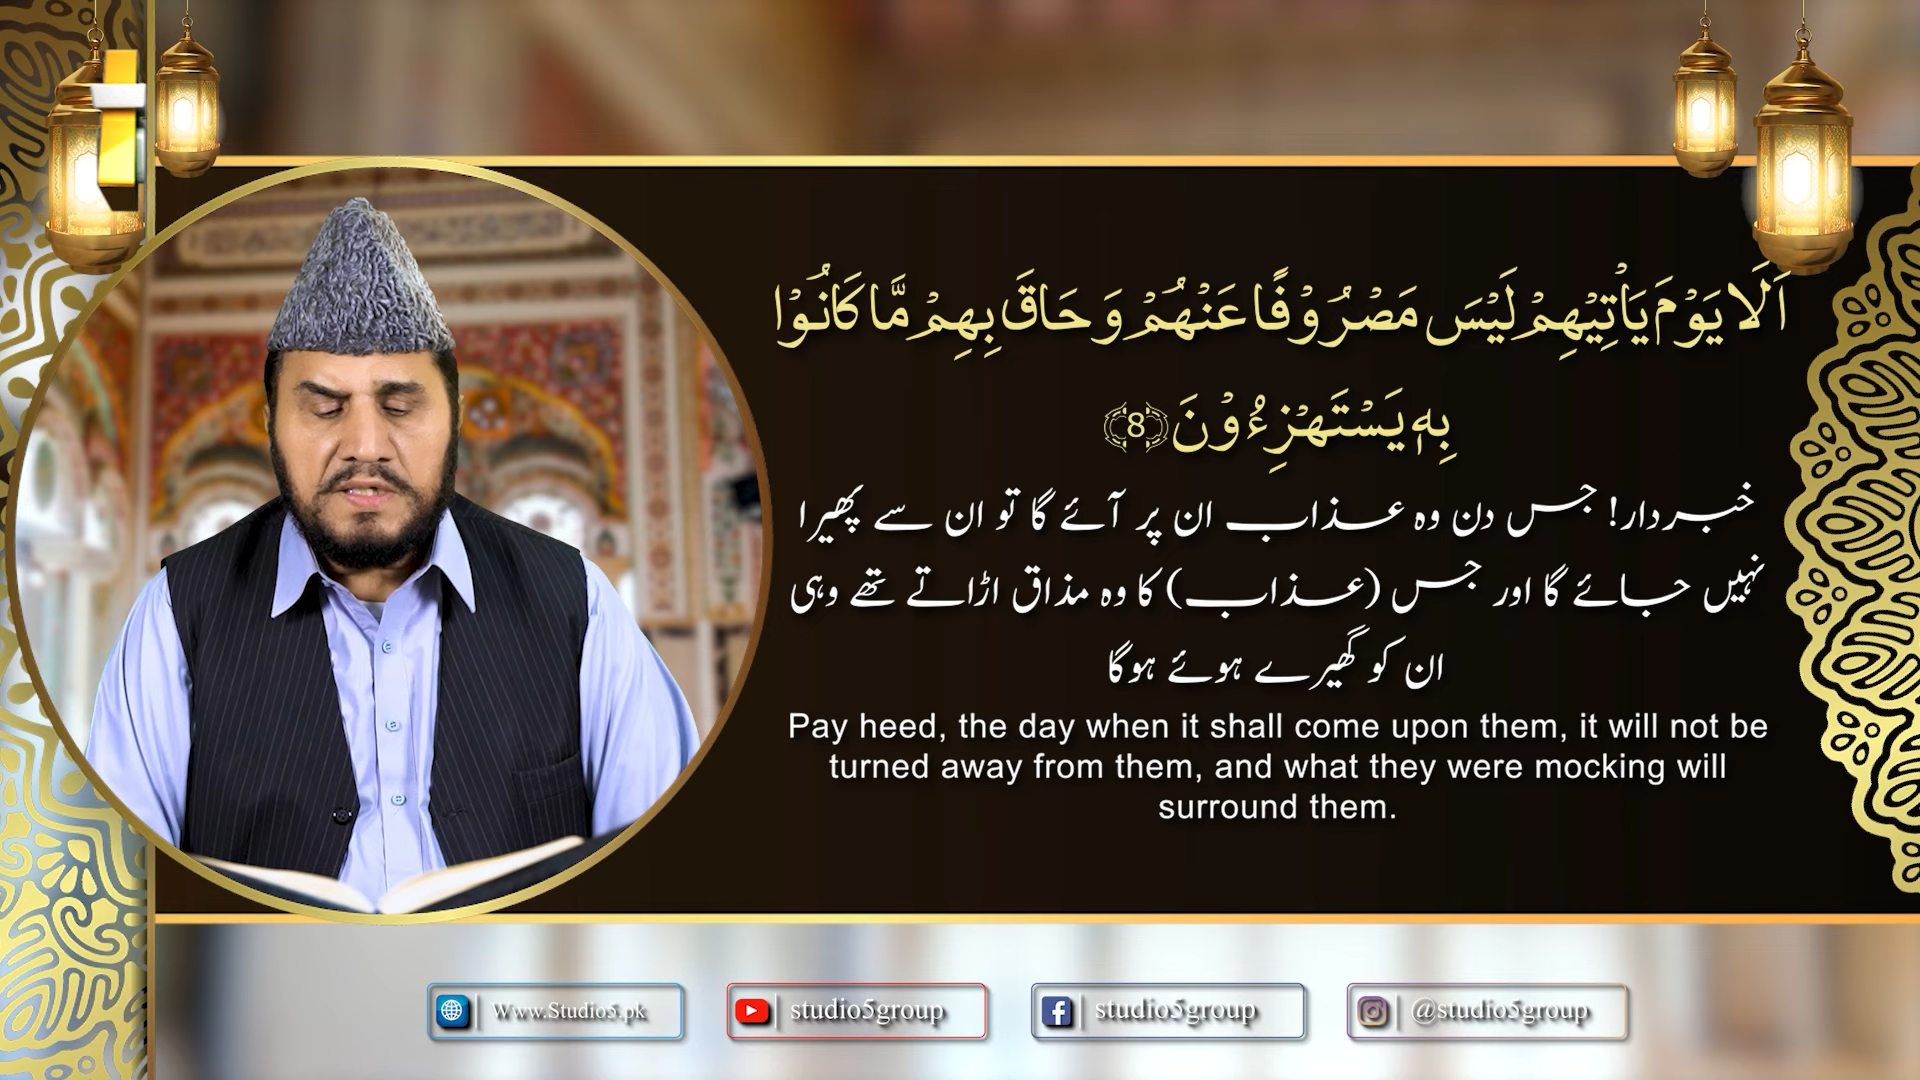 اَلَا يَوْمَ يَاْتِيْهِمْ لَيْسَ مَصْرُوْفًا عَنْهُمْ وَ حَاقَ بِهِمْ مَّا كَانُوْا
بِهٖ يَسْتَهْزِءُوْنَ ﴿8﴾
خبردار! جس دن وہ عذاب ان پر آئے گا تو ان سے پھیرا
نہیں جائے گا اور جس (عذاب) کا وہ مذاق اڑاتے تھے وہی
ان کو گھیرے ہوئے ہوگا
Pay heed, the day when it shall come upon them, it will not be
turned away from them, and what they were mocking will
surround them.
Www.Studio5.pk
studio5group
studio5group
@studio5group